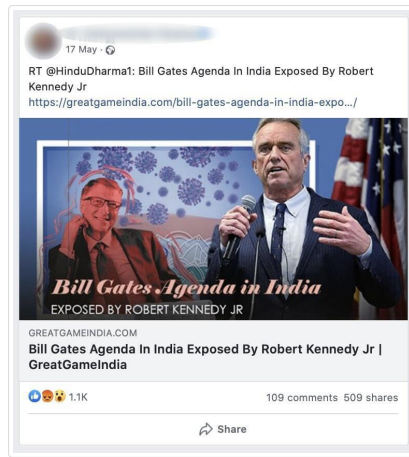 17 May ·
RT @HinduDharma1: Bill Gates Agenda In India Exposed By Robert
Kennedy Jr
https://greatgameindia.com/bill-gates-agenda-in-india-expo…/
Bill Gates Agenda in India
EXPOSED BY ROBERT KENNEDY JR
GREATGAMEINDIA.COM
Bill Gates Agenda In India Exposed By Robert Kennedy Jr |
GreatGameIndia
1.1K
109 comments 509 shares
Share